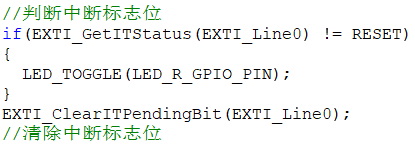 //判断中断标志位
if(EXTI_GetITStatus(EXTI_Line0) != RESET)
{
  LED_TOGGLE(LED_R_GPIO_PIN);
}
EXTI_ClearITPendingBit(EXTI_Line0);
//清除中断标志位